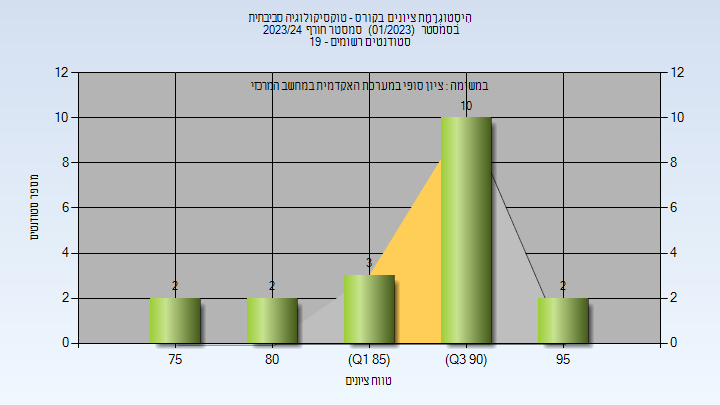 היסטוגרמת ציונים בקורס - טוקסיקולוגיה סביבתית
בסמסטר (01/2023) סמסטר חורף 2023/24
סטודנטים רשומים - 19
במשימה : ציון סופי במערכת האקדמית במחשב המרכזי
12 12
10 10
8 8
6 6
4 4
2 2
0 0
2 2 3 10 2
75 80 (Q1 85) (Q3 90) 95
מספר סטודנטים
טווח ציונים